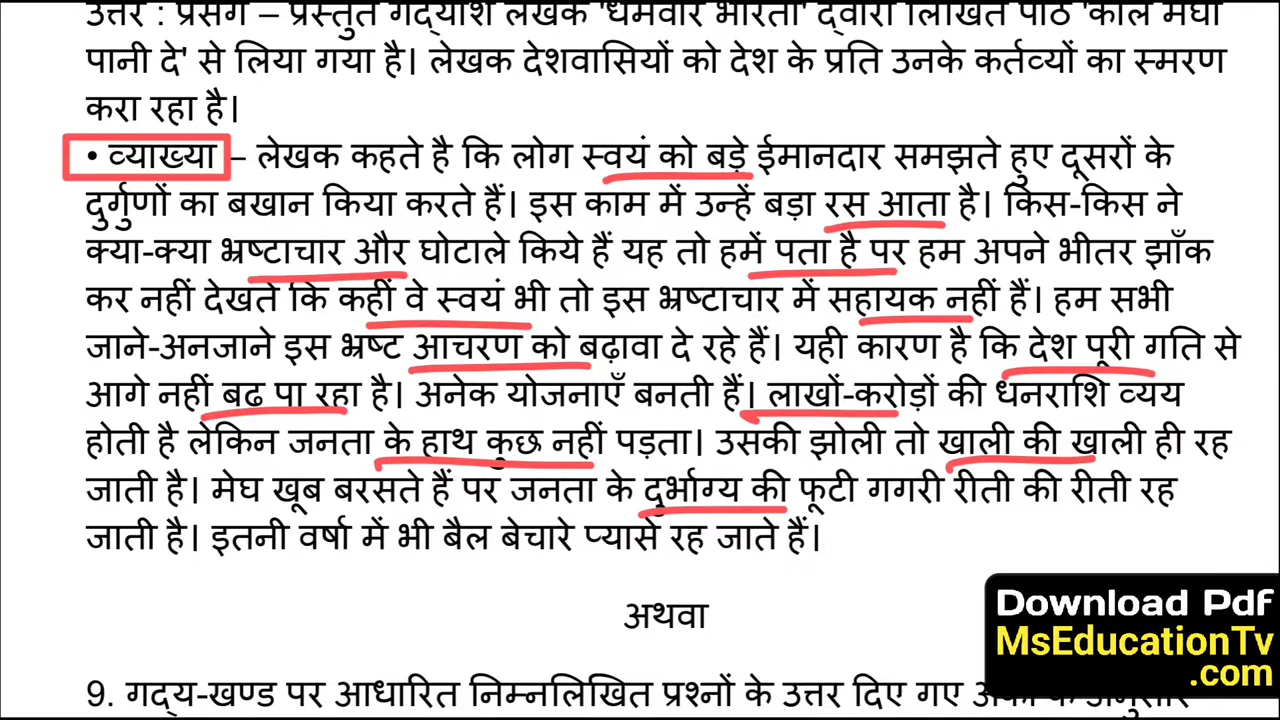 उत्तर : प्रसंग – प्रस्तुत गद्यांश लेखक 'धर्मवीर भारती' द्वारा लिखित पाठ 'काले मेघा
पानी दे' से लिया गया है। लेखक देशवासियों को देश के प्रति उनके कर्तव्यों का स्मरण
करा रहा है।
• व्याख्या – लेखक कहते है कि लोग स्वयं को बड़े ईमानदार समझते हुए दूसरों के
दुर्गुणों का बखान किया करते हैं। इस काम में उन्हें बड़ा रस आता है। किस-किस ने
क्या-क्या भ्रष्टाचार और घोटाले किये हैं यह तो हमें पता है पर हम अपने भीतर झाँक
कर नहीं देखते कि कहीं वे स्वयं भी तो इस भ्रष्टाचार में सहायक नहीं हैं। हम सभी
जाने-अनजाने इस भ्रष्ट आचरण को बढ़ावा दे रहे हैं। यही कारण है कि देश पूरी गति से
आगे नहीं बढ पा रहा है। अनेक योजनाएँ बनती हैं। लाखों-करोड़ों की धनराशि व्यय
होती है लेकिन जनता के हाथ कुछ नहीं पड़ता। उसकी झोली तो खाली की खाली ही रह
जाती है। मेघ खूब बरसते हैं पर जनता के दुर्भाग्य की फूटी गगरी रीती की रीती रह
जाती है। इतनी वर्षा में भी बैल बेचारे प्यासे रह जाते हैं।
अथवा
9. गद्य-खण्ड पर आधारित निम्नलिखित प्रश्नों के उत्तर दिए गए अंकों के अनुसार
Download Pdf
MsEducationTv
.com